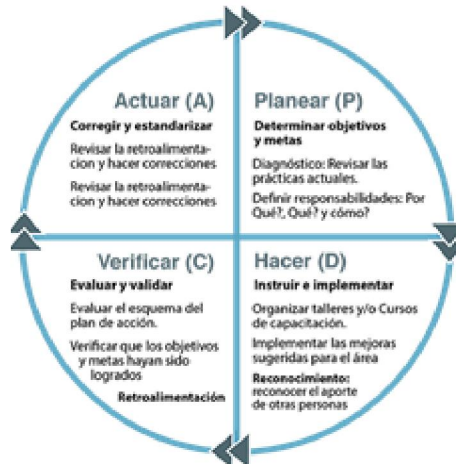 Actuar (A)
Corregir y estandarizar
Revisar la retroalimenta-
cion y hacer correcciones
Revisar la retroalimenta-
cion y hacer correcciones
Planear (P)
Determinar objetivos
y metas
Diagnóstico: Revisar las
prácticas actuales.
Definir responsabilidades: Por
Qué?, Qué? y cómo?
Verificar (C)
Evaluar y validar
Evaluar el esquema del
plan de acción.
Verificar que los objetivos
y metas hayan sido
logrados
Retroalimentación
Hacer (D)
Instruir e implementar
Organizar talleres y/o Cursos
de capacitación.
Implementar las mejoras
sugeridas para el área
Reconocimiento:
reconocer el aporte
de otras personas